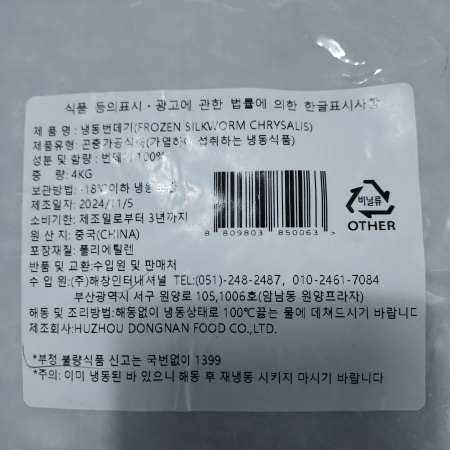 식품 등의표시·광고에 관한 법률에 의한 한글표시사항
제 품 명 : 냉동번데기(FROZEN SILKWORM CHRYSALIS)
제품유형: 곤충가공식품(가열하여 섭취하는 냉동식품)
성분 및 함량 : 번데기 100%
중 량: 4KG
보관방법: -18℃이하 냉동보관
제조일자: 2024/11/5
소비기한: 제조일로부터 3년까지
원 산 지: 중국(CHINA)
포장재질: 폴리에틸렌
반품 및 교환:수입원 및 판매처
8 809803 850063
비닐류
OTHER
수 입 원: (주)해창인터내셔널 TEL:(051)-248-2487, 010-2461-7084
부산광역시 서구 원양로 105,1006호(암남동 원양프라자)
해동 및 조리방법:해동없이 냉동상태로 100℃끓는 물에 데쳐드시기 바랍니다
제조회사:HUZHOU DONGNAN FOOD CO.,LTD.
*부정 불량식품 신고는 국번없이 1399
*주의: 이미 냉동된 바 있으니 해동 후 재냉동 시키지 마시기 바랍니다